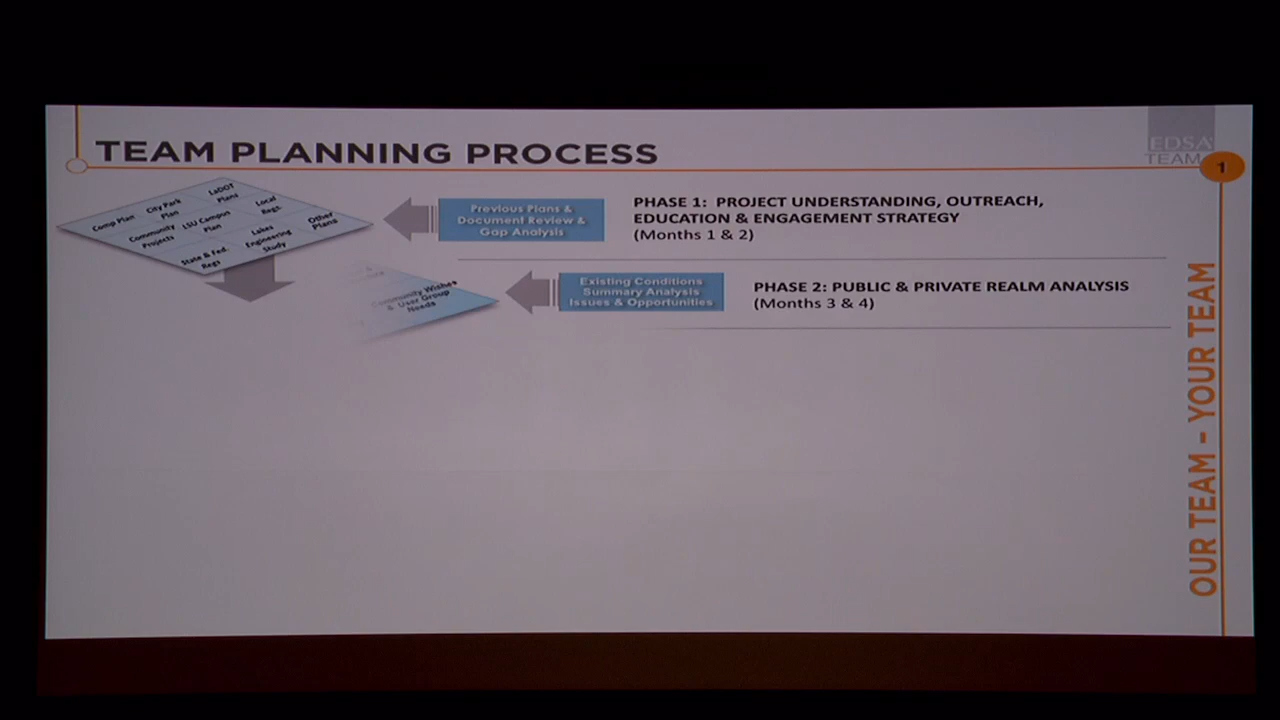 TEAM PLANNING PROCESS
EDSA
TEAM
1
LaDOT
Plans
City Park
Plan
Local
Regs.
Comp Plan
LSU Campus
Plan
Other
Plans
Community
Projects
Lakes
Engineering
Study
State & Fed.
Regs
Previous Plans &
Document Review &
Gap Analysis
PHASE 1: PROJECT UNDERSTANDING, OUTREACH,
EDUCATION & ENGAGEMENT STRATEGY
(Months 1 & 2)
Community Wishes
& User Group
Needs
Existing Conditions
Summary Analysis
Issues & Opportunities
PHASE 2: PUBLIC & PRIVATE REALM ANALYSIS
(Months 3 & 4)
OUR TEAM - YOUR TEAM